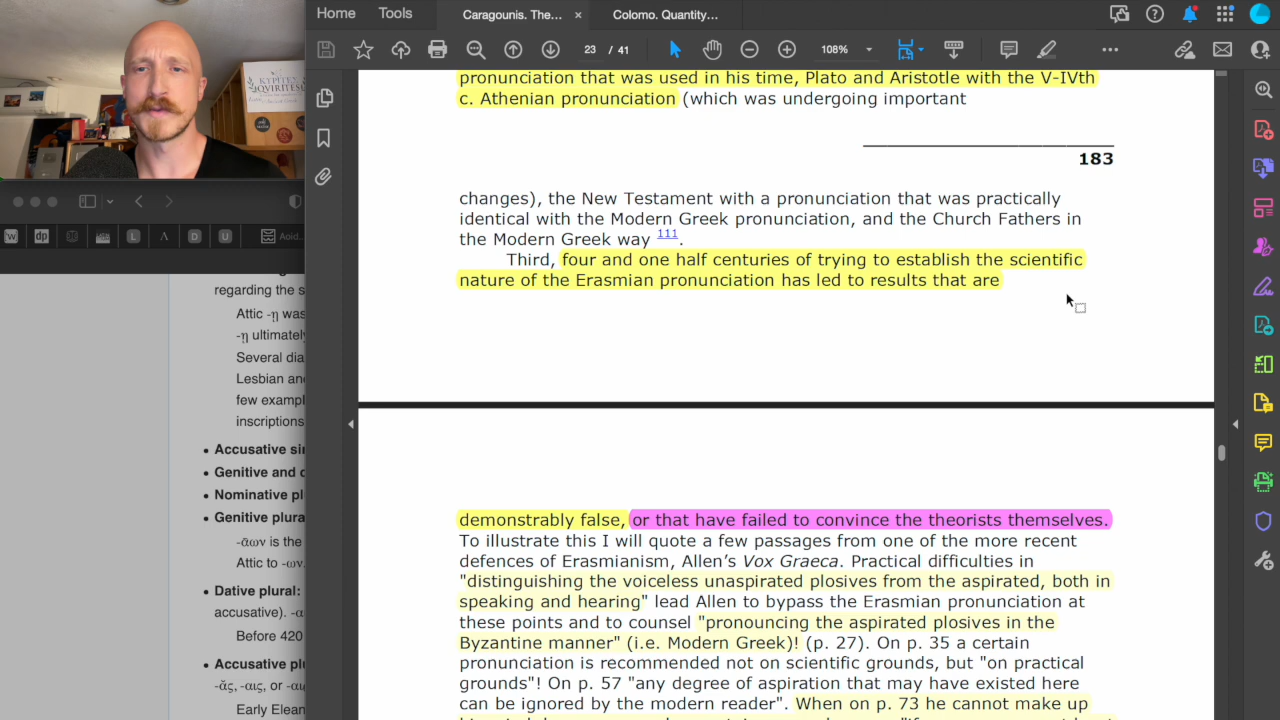 Home
Tools
Caragounis. The...
×
Colomo. Quantity...
23 / 41
108%
pronunciation that was used in his time, Plato and Aristotle with the V-IVth
c. Athenian pronunciation (which was undergoing important
183
changes), the New Testament with a pronunciation that was practically
identical with the Modern Greek pronunciation, and the Church Fathers in
the Modern Greek way 111.
Third, four and one half centuries of trying to establish the scientific
nature of the Erasmian pronunciation has led to results that are
demonstrably false, or that have failed to convince the theorists themselves.
To illustrate this I will quote a few passages from one of the more recent
defences of Erasmianism, Allen's Vox Graeca. Practical difficulties in
"distinguishing the voiceless unaspirated plosives from the aspirated, both in
speaking and hearing" lead Allen to bypass the Erasmian pronunciation at
these points and to counsel "pronouncing the aspirated plosives in the
Byzantine manner" (i.e. Modern Greek)! (p. 27). On p. 35 a certain
pronunciation is recommended not on scientific grounds, but "on practical
grounds"! On p. 57 "any degree of aspiration that may have existed here
can be ignored by the modern reader". When on p. 73 he cannot make up
W
dp
L
Λ
D
U
Aoid
regarding the s
Attic -ῃ was
-ῃ ultimately
Several dia
Lesbian and
few exampl
inscriptions
• Accusative si
• Genitive and
• Nominative pl
• Genitive plura
-ᾱων is the
Attic to -ων.
• Dative plural:
accusative). -α
Before 420
• Accusative plu
-ᾰς, -αις, or -αι
Early Elean